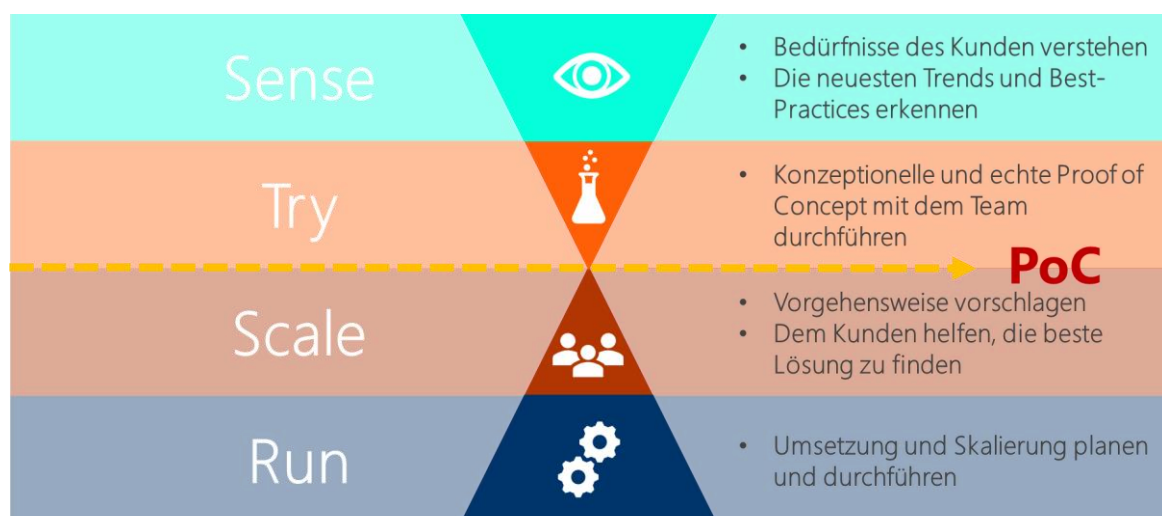 Sense
• Bedürfnisse des Kunden verstehen
• Die neuesten Trends und Best-
Practices erkennen
Try
• Konzeptionelle und echte Proof of
Concept mit dem Team
durchführen
PoC
Scale
• Vorgehensweise vorschlagen
• Dem Kunden helfen, die beste
Lösung zu finden
Run
• Umsetzung und Skalierung planen
und durchführen